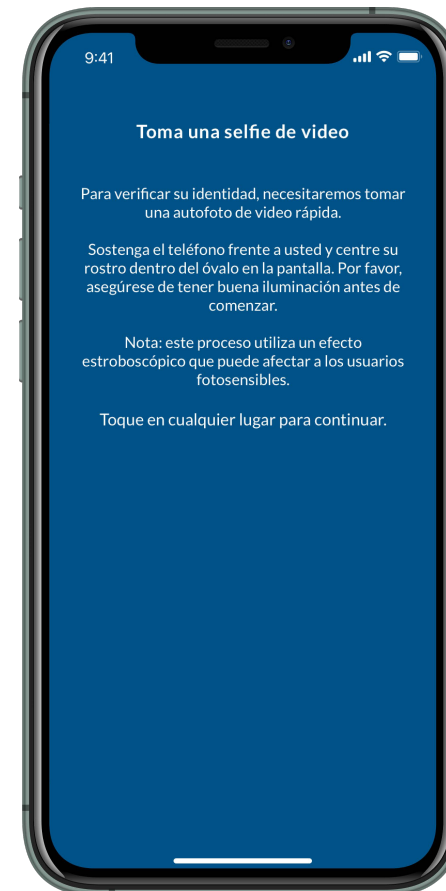 9:41
Toma una selfie de video
Para verificar su identidad, necesitaremos tomar
una autofoto de video rápida.
Sostenga el teléfono frente a usted y centre su
rostro dentro del óvalo en la pantalla. Por favor,
asegúrese de tener buena iluminación antes de
comenzar.
Nota: este proceso utiliza un efecto
estroboscópico que puede afectar a los usuarios
fotosensibles.
Toque en cualquier lugar para continuar.